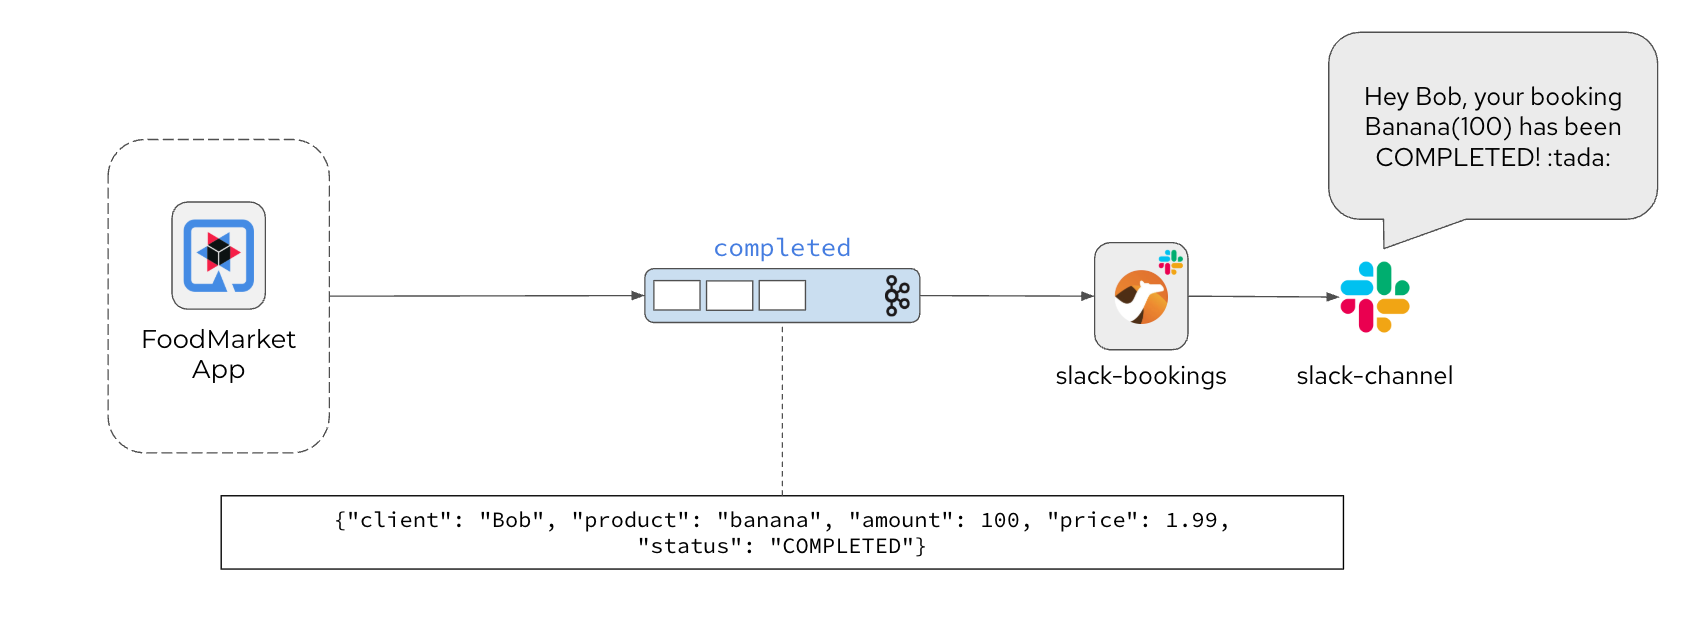 Hey Bob, your booking
Banana(100) has been
COMPLETED! :tada:
completed
FoodMarket
App
slack-bookings
slack-channel
{"client": "Bob", "product": "banana", "amount": 100, "price": 1.99,
"status": "COMPLETED"}